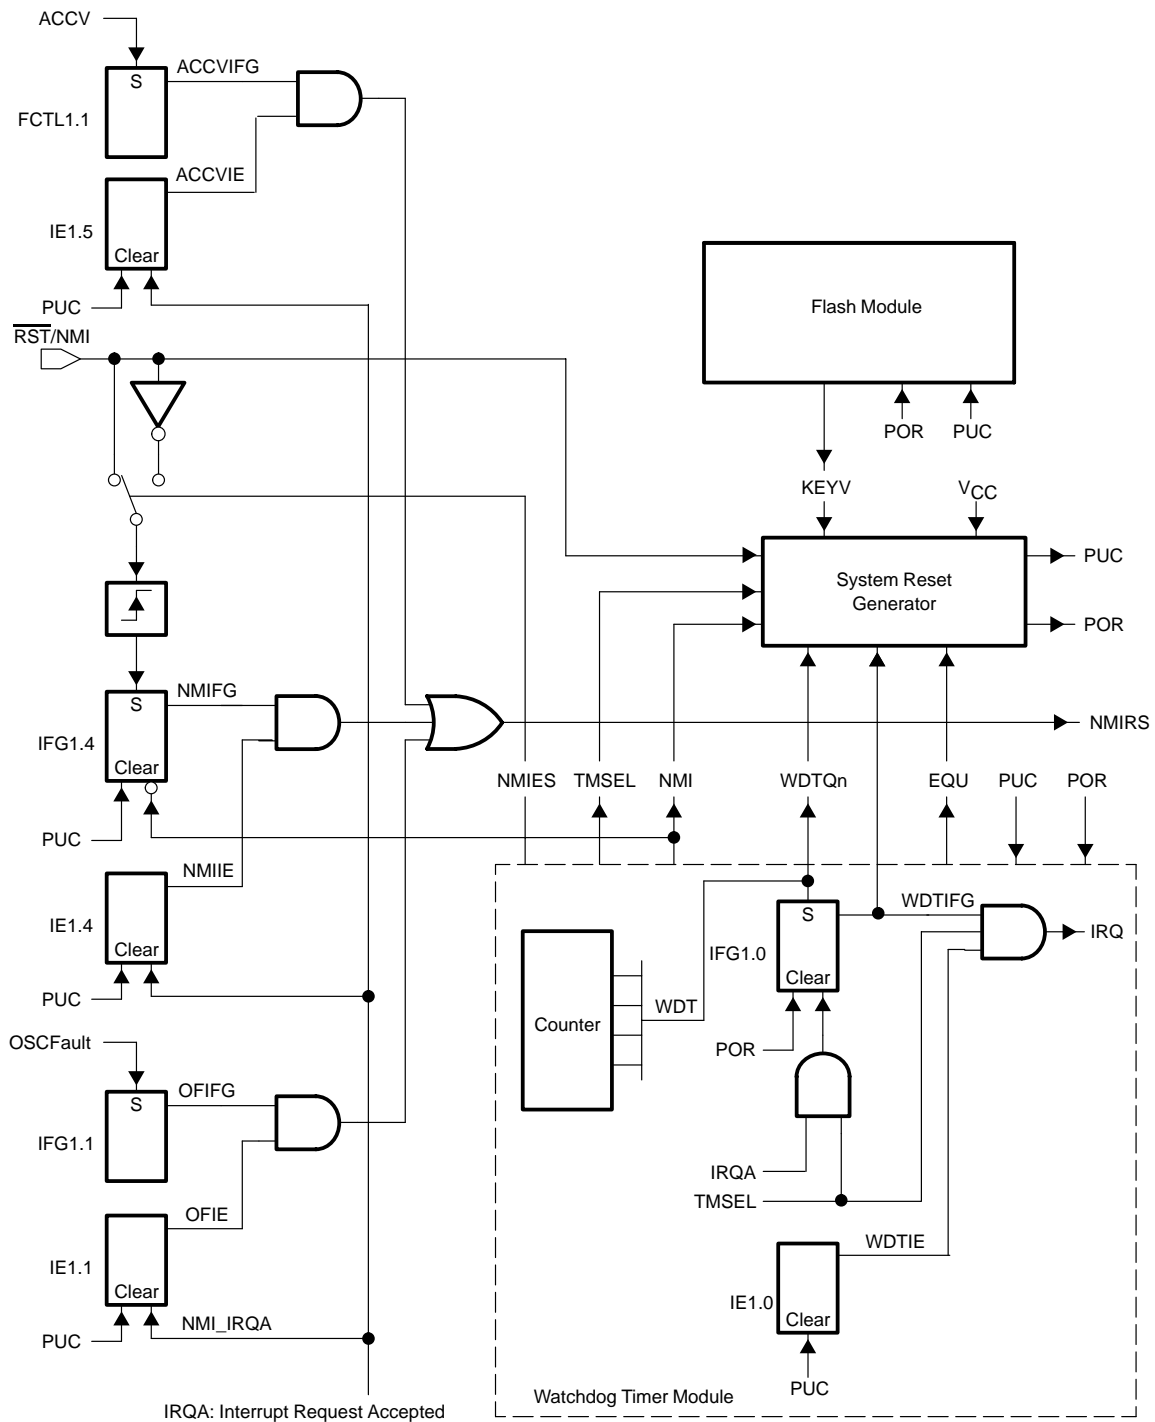 ACCV
S
ACCVIFG
FCTL1.1
ACCVIE
IE1.5
Clear
PUC
RST/NMI
Flash Module
POR
PUC
KEYV
VCC
System Reset
Generator
PUC
POR
S
NMIFG
IFG1.4
Clear
NMIRS
NMIES
TMSEL
NMI
WDTQn
EQU
PUC
POR
PUC
NMIIE
IE1.4
Clear
PUC
S
WDTIFG
IFG1.0
Clear
IRQ
WDT
Counter
POR
OSCFault
S
OFIFG
IFG1.1
IRQA
TMSEL
OFIE
IE1.1
Clear
NMI_IRQA
PUC
WDTIE
IE1.0
Clear
PUC
Watchdog Timer Module
IRQA: Interrupt Request Accepted